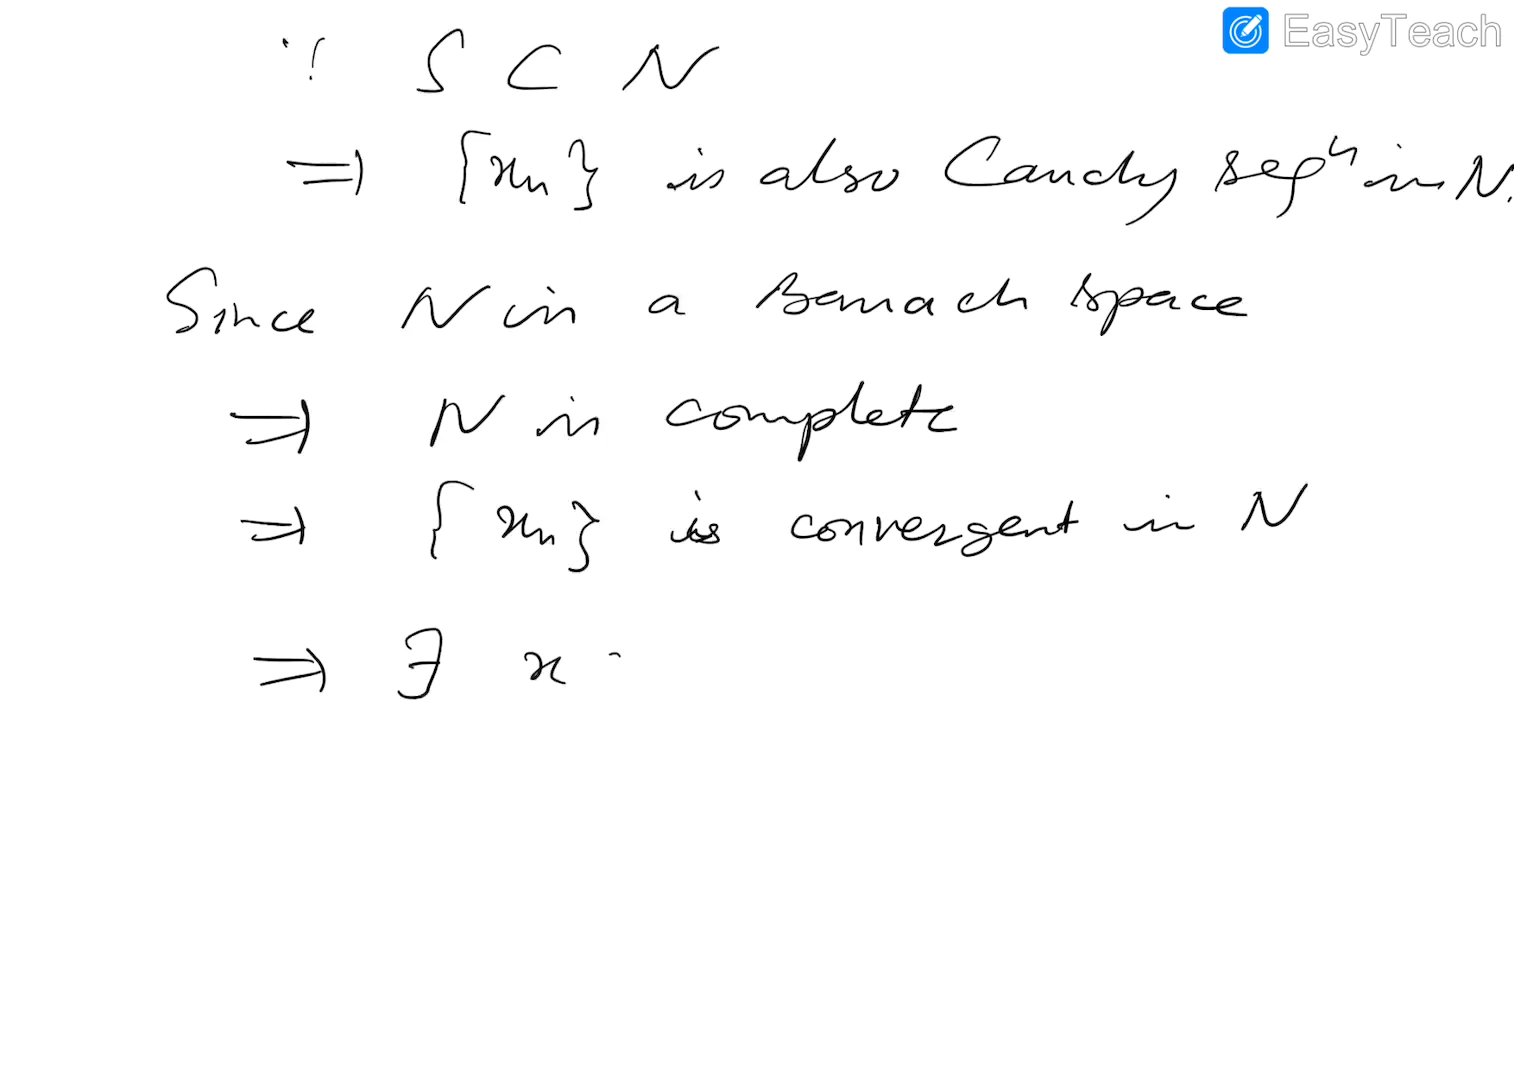 EasyTeach
∵ S ⊂ N
⇒ {xn} is also Cauchy seqn in N.
Since N is a Banach space
⇒ N is complete
⇒ {xn} is convergent in N
⇒ ∃ x